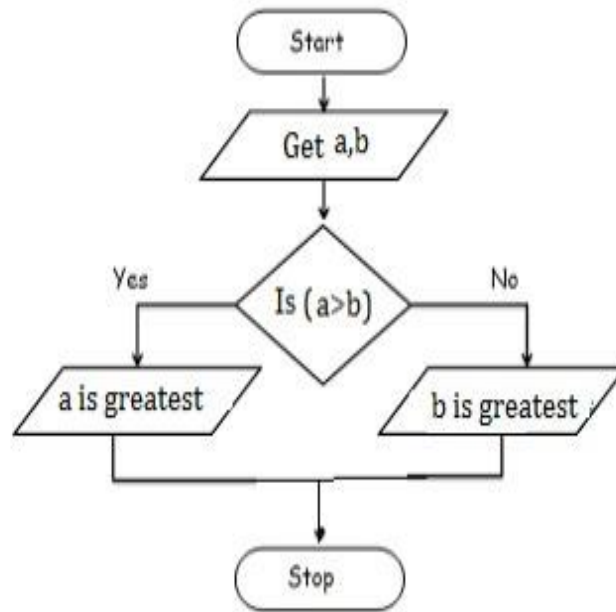 Start
Get a,b
Yes
No
Is (a>b)
a is greatest
b is greatest
Stop